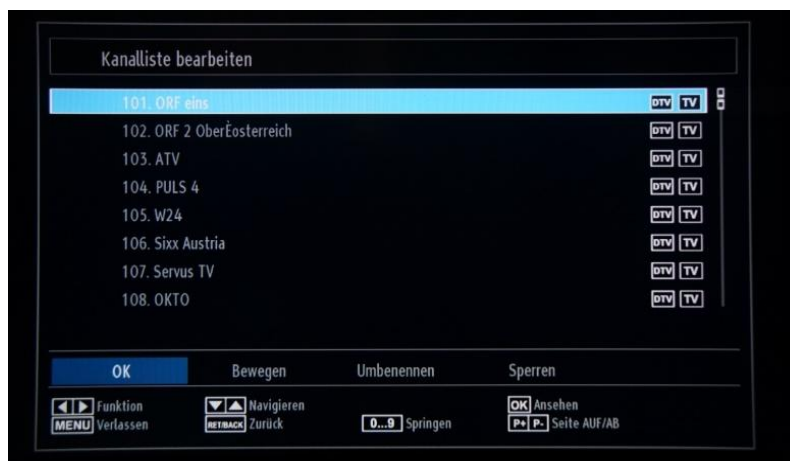 Kanalliste bearbeiten
101. ORF eins DTV TV
102. ORF 2 OberĖosterreich DTV TV
103. ATV DTV TV
104. PULS 4 DTV TV
105. W24 DTV TV
106. Sixx Austria DTV TV
107. Servus TV DTV TV
108. OKTO DTV TV
OK Bewegen Umbenennen Sperren
Funktion Navigieren OK Ansehen
MENU Verlassen RET/BACK Zurück 0...9 Springen P+ P- Seite AUF/AB